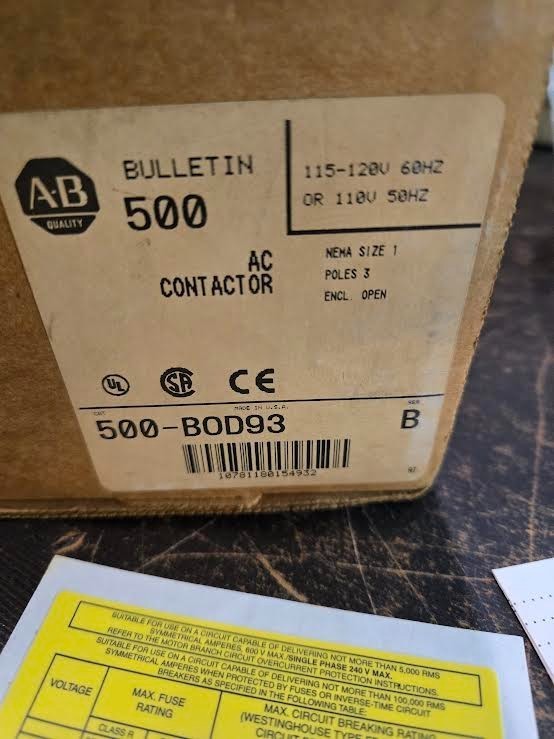 A-B
QUALITY
BULLETIN
500
115-120V 60HZ
OR 110V 50HZ
AC
CONTACTOR
NEMA SIZE 1
POLES 3
ENCL. OPEN
UL
SP
CE
MADE IN U.S.A.
CAT
SER
500-BOD93
B
10781180154932
SUITABLE FOR USE ON A CIRCUIT CAPABLE OF DELIVERING NOT MORE THAN 5,000 RMS
SYMMETRICAL AMPERES, 600 V MAX./SINGLE PHASE 240 V MAX.
REFER TO THE MOTOR BRANCH CIRCUIT OVERCURRENT PROTECTION INSTRUCTIONS.
SUITABLE FOR USE ON A CIRCUIT CAPABLE OF DELIVERING NOT MORE THAN 100,000 RMS
SYMMETRICAL AMPERES WHEN PROTECTED BY FUSES OR INVERSE-TIME CIRCUIT
BREAKERS AS SPECIFIED IN THE FOLLOWING TABLE:
VOLTAGE
MAX. FUSE
RATING
MAX. CIRCUIT BREAKING RATING
(WESTINGHOUSE TYPE
CLASS R